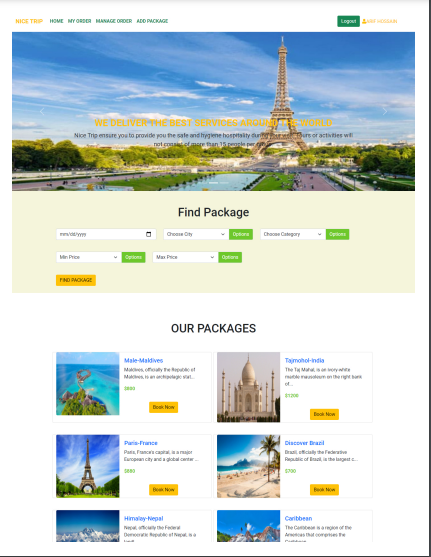 NICE TRIP HOME MY ORDER MANAGE ORDER ADD PACKAGE Logout
WE DELIVER THE BEST SERVICES AROUND THE WORLD
Nice Trip ensure you to provide you the safe and hygiene hospitality during your visit. Tours or activities will
not consist of more than 15 people per group.
Find Package
mm/dd/yyyy Choose City Options Choose Category Options
Min Price Options Max Price Options
FIND PACKAGE
OUR PACKAGES
Male-Maldives
Maldives, officially the Republic of
Maldives, is an archipelagic stat...
Book Now
Tajmohol-India
The Taj Mahal, is an ivory-white
marble mausoleum on the right bank
of...
$1200
Book Now
Paris-France
Paris, France's capital, is a major
European city and a global center ...
Book Now
Discover Brazil
Brazil, officially the Federative
Republic of Brazil, is the largest c...
$700
Book Now
Himalay-Nepal
Nepal, officially the Federal
Democratic Republic of Nepal, is a
Caribbean
The Caribbean is a region of the
Americas that comprises the